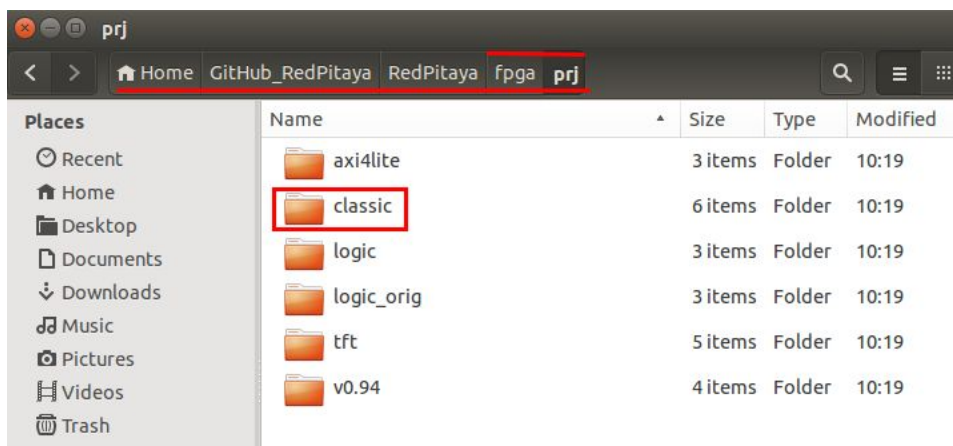 prj
Home GitHub_RedPitaya RedPitaya fpga prj
Places Name Size Type Modified
Recent axi4lite 3 items Folder 10:19
Home classic 6 items Folder 10:19
Desktop logic 3 items Folder 10:19
Documents logic_orig 3 items Folder 10:19
Downloads tft 5 items Folder 10:19
Music v0.94 4 items Folder 10:19
Pictures
Videos
Trash